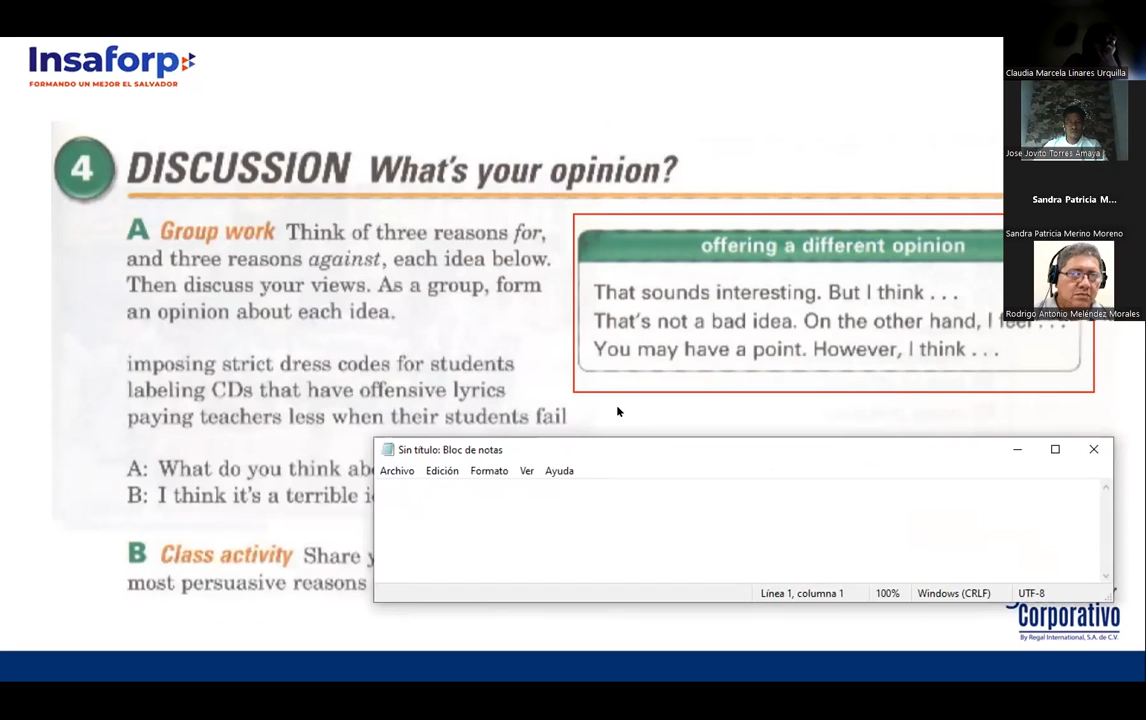 Insaforp
FORMANDO UN MEJOR EL SALVADOR
4 DISCUSSION What's your opinion?
A Group work Think of three reasons for,
and three reasons against, each idea below.
Then discuss your views. As a group, form
an opinion about each idea.
imposing strict dress codes for students
labeling CDs that have offensive lyrics
paying teachers less when their students fail
A: What do you think
B: I think it's a terrible
B Class activity Share
most persuasive reasons
offering a different opinion
That sounds interesting. But I think . . .
That's not a bad idea. On the other hand, I feel . . .
You may have a point. However, I think . . .
Sin título: Bloc de notas
Archivo Edición Formato Ver Ayuda
Línea 1, columna 1 100% Windows (CRLF) UTF-8
Corporativo
By Regal International, S.A. de C.V.
Claudia Marcela Linares Urquilla
Jose Jovito Torres Amaya
Sandra Patricia M...
Sandra Patricia Merino Moreno
Rodrigo Antonio Meléndez Morales